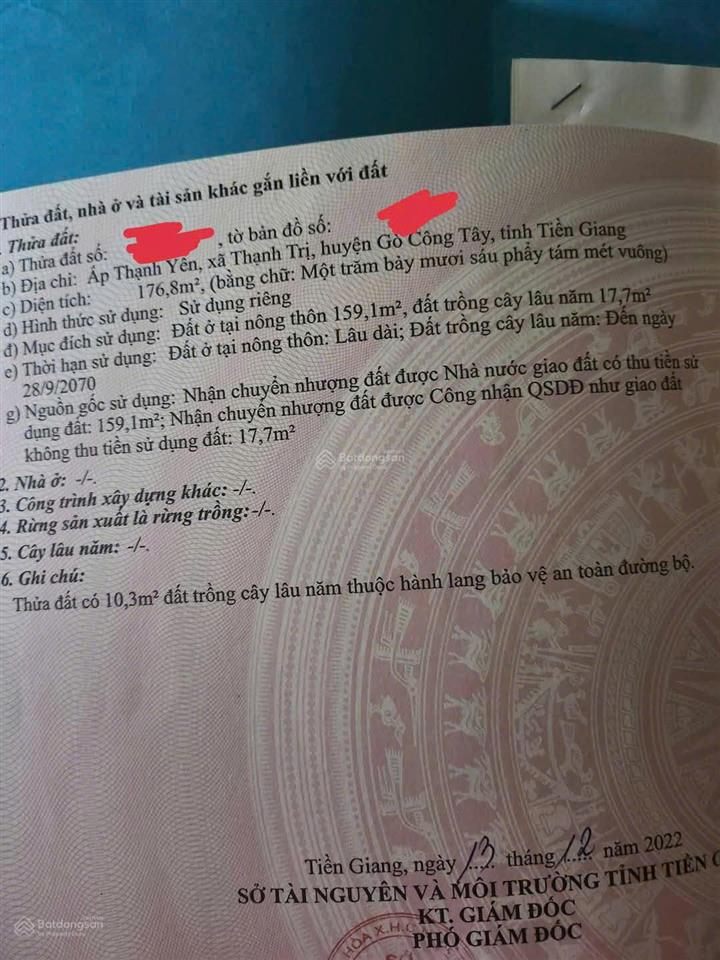 Thửa đất, nhà ở và tài sản khác gắn liền với đất
. Thửa đất:
a) Thửa đất số: , tờ bản đồ số:
b) Địa chỉ: Ấp Thạnh Yên, xã Thạnh Trị, huyện Gò Công Tây, tỉnh Tiền Giang
c) Diện tích: 176,8m², (bằng chữ: Một trăm bảy mươi sáu phẩy tám mét vuông)
d) Hình thức sử dụng: Sử dụng riêng
đ) Mục đích sử dụng: Đất ở tại nông thôn 159,1m², đất trồng cây lâu năm 17,7m²
e) Thời hạn sử dụng: Đất ở tại nông thôn: Lâu dài; Đất trồng cây lâu năm: Đến ngày
28/9/2070
g) Nguồn gốc sử dụng: Nhận chuyển nhượng đất được Nhà nước giao đất có thu tiền sử
dụng đất: 159,1m²; Nhận chuyển nhượng đất được Công nhận QSDĐ như giao đất
không thu tiền sử dụng đất: 17,7m²
2. Nhà ở: -/-.
3. Công trình xây dựng khác: -/-.
4. Rừng sản xuất là rừng trồng: -/-.
5. Cây lâu năm: -/-.
6. Ghi chú:
Thửa đất có 10,3m² đất trồng cây lâu năm thuộc hành lang bảo vệ an toàn đường bộ.
Batdongsan
Tiền Giang, ngày 13 tháng 12 năm 2022
SỞ TÀI NGUYÊN VÀ MÔI TRƯỜNG TỈNH TIỀN G
KT. GIÁM ĐỐC
PHÓ GIÁM ĐỐC
HÒA X.H.C
Batdongsan